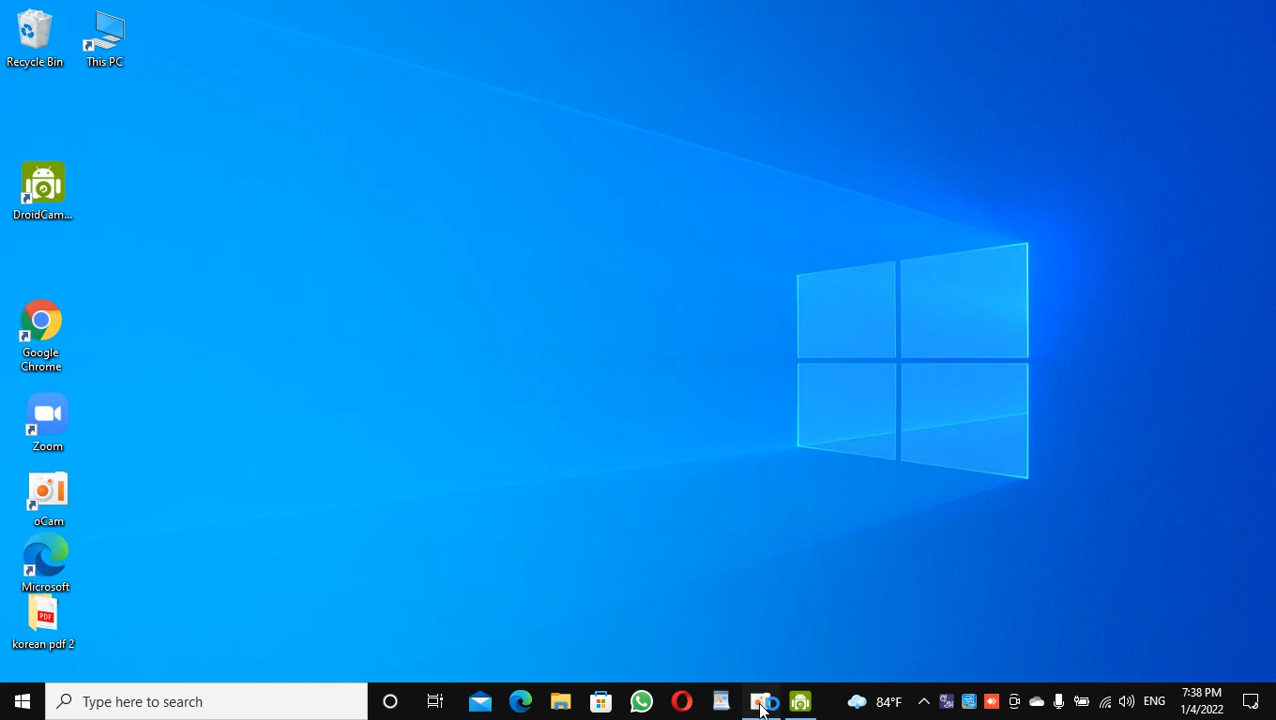 Recycle Bin
This PC
DroidCam...
Google
Chrome
Zoom
oCam
Microsoft
PDF
korean pdf 2
Type here to search
84°F
ENG
7:38 PM
1/4/2022